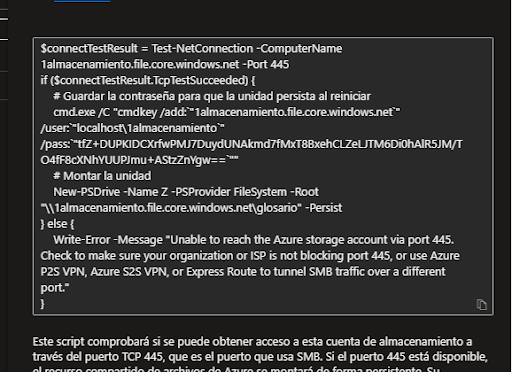 $connectTestResult = Test-NetConnection -ComputerName
1almacenamiento.file.core.windows.net -Port 445
if ($connectTestResult.TcpTestSucceeded) {
# Guardar la contraseña para que la unidad persista al reiniciar
cmd.exe /C "cmdkey /add:`"1almacenamiento.file.core.windows.net`"
/user:`"localhost\1almacenamiento`"
/pass:`"tfZ+DUPKIDCXrfwPMJ7DuydUNAkmd7fMxT8BxehCLZeLJTM6Di0hAlR5JM/T
O4fF8cXNhYUUPJmu+AStzZnYgw==`""
# Montar la unidad
New-PSDrive -Name Z -PSProvider FileSystem -Root
"\\1almacenamiento.file.core.windows.net\glosario" -Persist
} else {
Write-Error -Message "Unable to reach the Azure storage account via port 445.
Check to make sure your organization or ISP is not blocking port 445, or use Azure
P2S VPN, Azure S2S VPN, or Express Route to tunnel SMB traffic over a different
port."
}
Este script comprobará si se puede obtener acceso a esta cuenta de almacenamiento a
través del puerto TCP 445, que es el puerto que usa SMB. Si el puerto 445 está disponible,
el recurso compartido de archivos de Azure se montará de forma persistente. Su